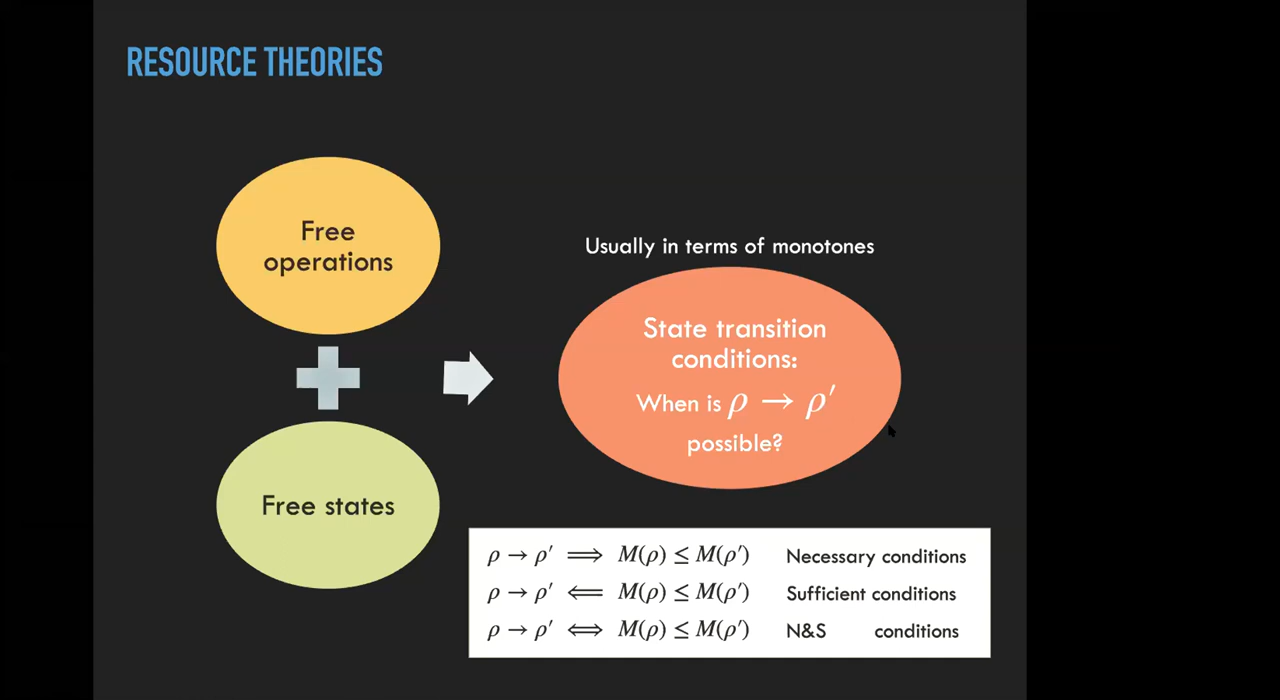 RESOURCE THEORIES
Free
operations
Free states
Usually in terms of monotones
State transition
conditions:
When is ρ → ρ′
possible?
ρ → ρ′ ⟹ M(ρ) ≤ M(ρ′) Necessary conditions
ρ → ρ′ ⟸ M(ρ) ≤ M(ρ′) Sufficient conditions
ρ → ρ′ ⟺ M(ρ) ≤ M(ρ′) N&S conditions